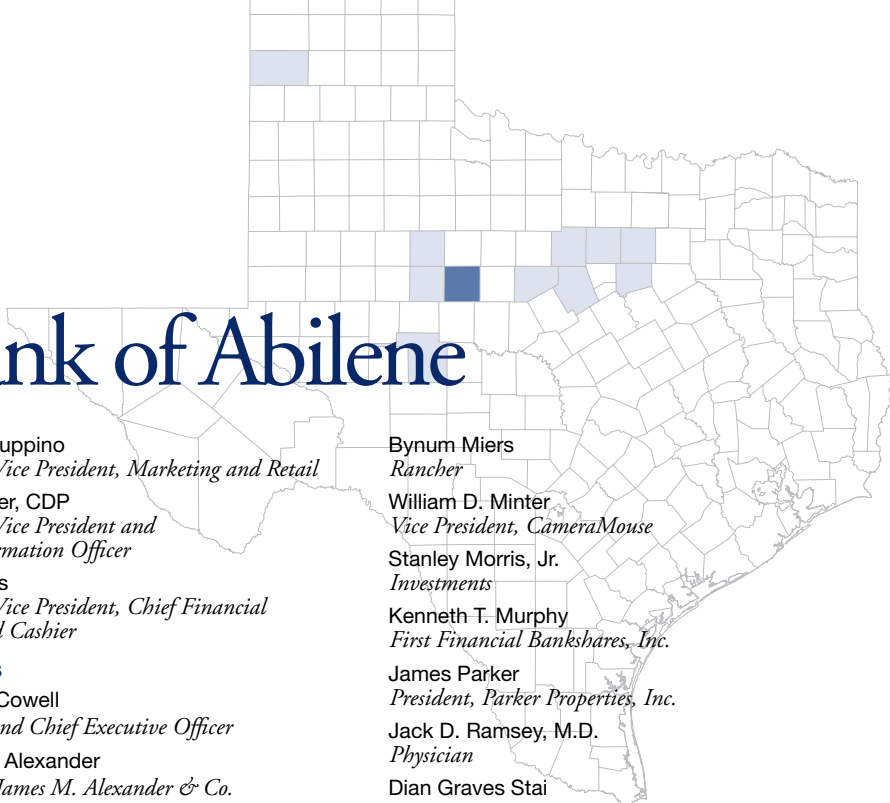 nk of Abilene
uppino
Vice President, Marketing and Retail
er, CDP
Vice President and
rmation Officer
s
Vice President, Chief Financial
d Cashier
s
Cowell
nd Chief Executive Officer
Alexander
James M. Alexander & Co.
Bynum Miers
Rancher
William D. Minter
Vice President, CameraMouse
Stanley Morris, Jr.
Investments
Kenneth T. Murphy
First Financial Bankshares, Inc.
James Parker
President, Parker Properties, Inc.
Jack D. Ramsey, M.D.
Physician
Dian Graves Stai